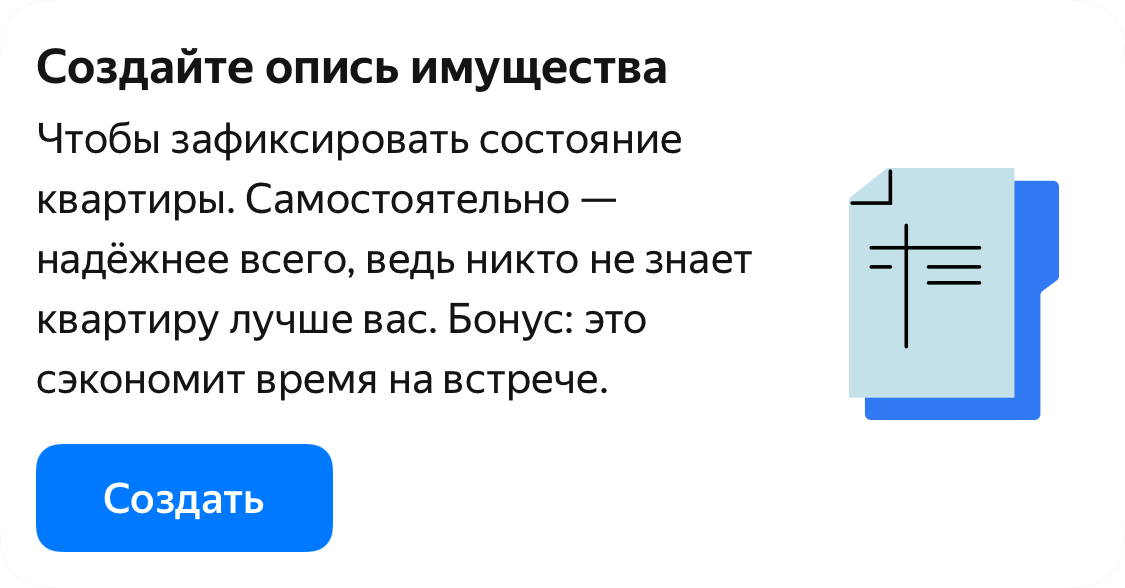 Создайте опись имущества
Чтобы зафиксировать состояние
квартиры. Самостоятельно —
надёжнее всего, ведь никто не знает
квартиру лучше вас. Бонус: это
сэкономит время на встрече.
Создать